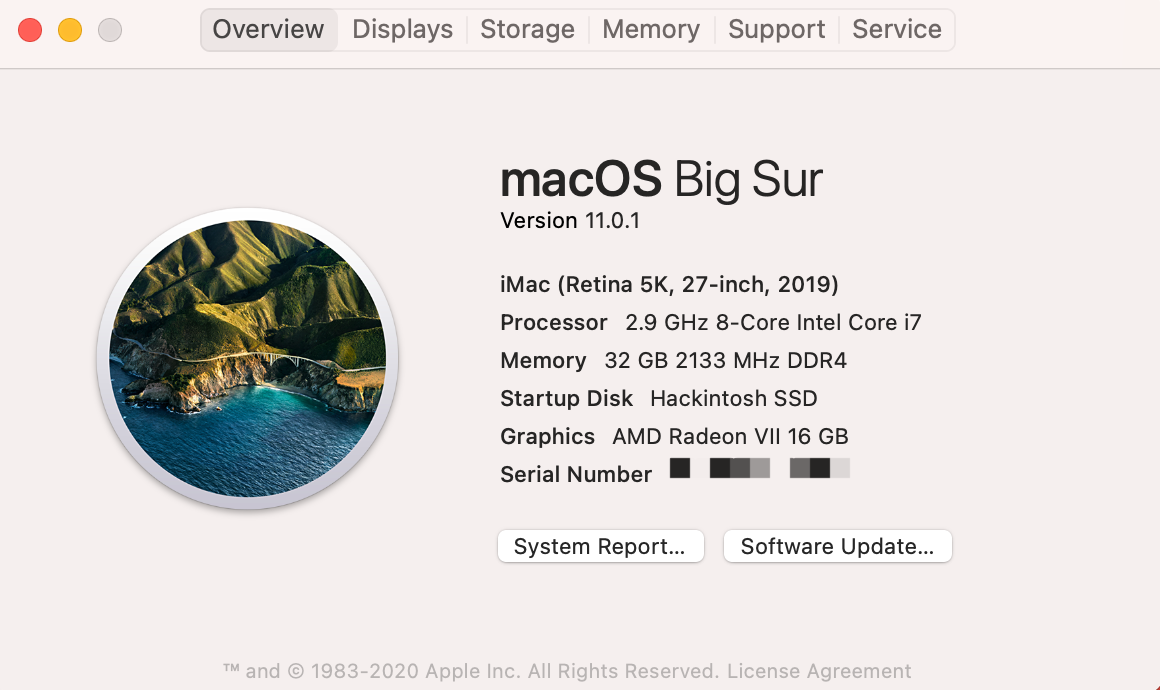 Overview Displays Storage Memory Support Service
macOS Big Sur
Version 11.0.1
iMac (Retina 5K, 27-inch, 2019)
Processor 2.9 GHz 8-Core Intel Core i7
Memory 32 GB 2133 MHz DDR4
Startup Disk Hackintosh SSD
Graphics AMD Radeon VII 16 GB
Serial Number
System Report... Software Update...
™ and © 1983-2020 Apple Inc. All Rights Reserved. License Agreement